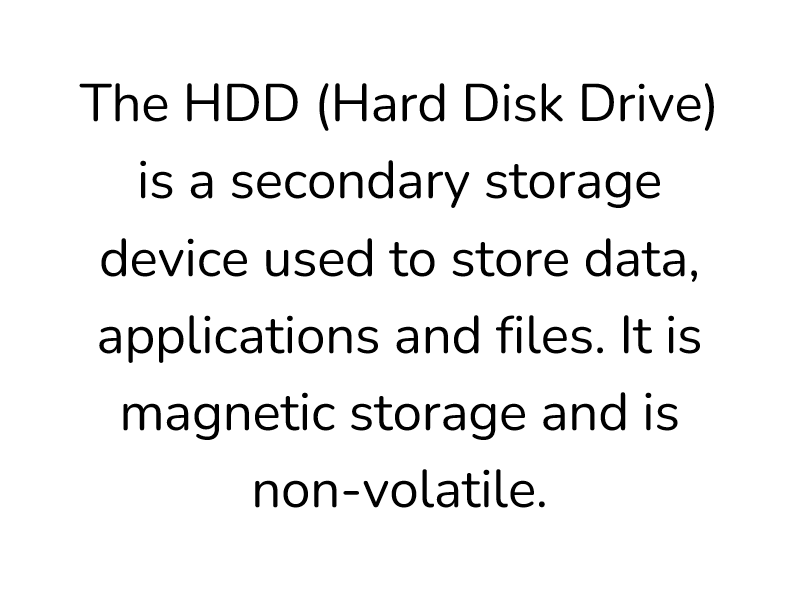 The HDD (Hard Disk Drive)
is a secondary storage
device used to store data,
applications and files. It is
magnetic storage and is
non-volatile.